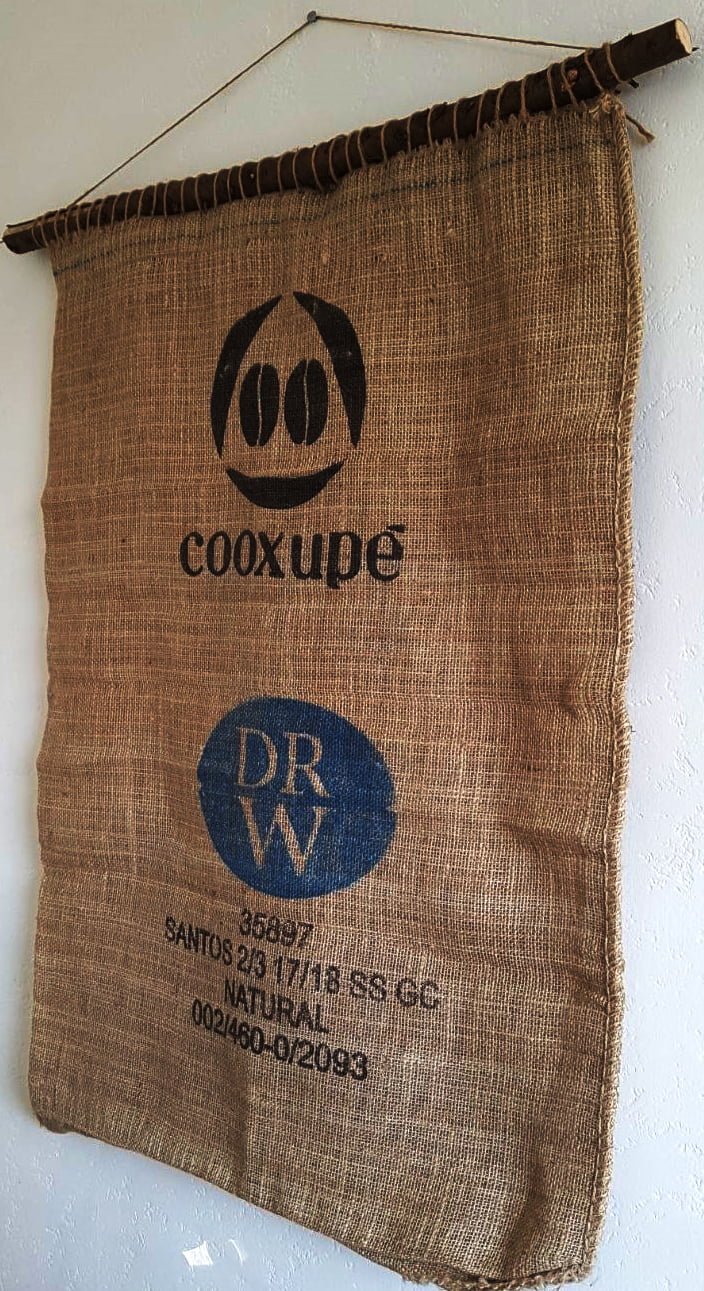 cooxupé
DR
W
35897
SANTOS 2/3 17/18 SS GC
NATURAL
002/460-0/2093